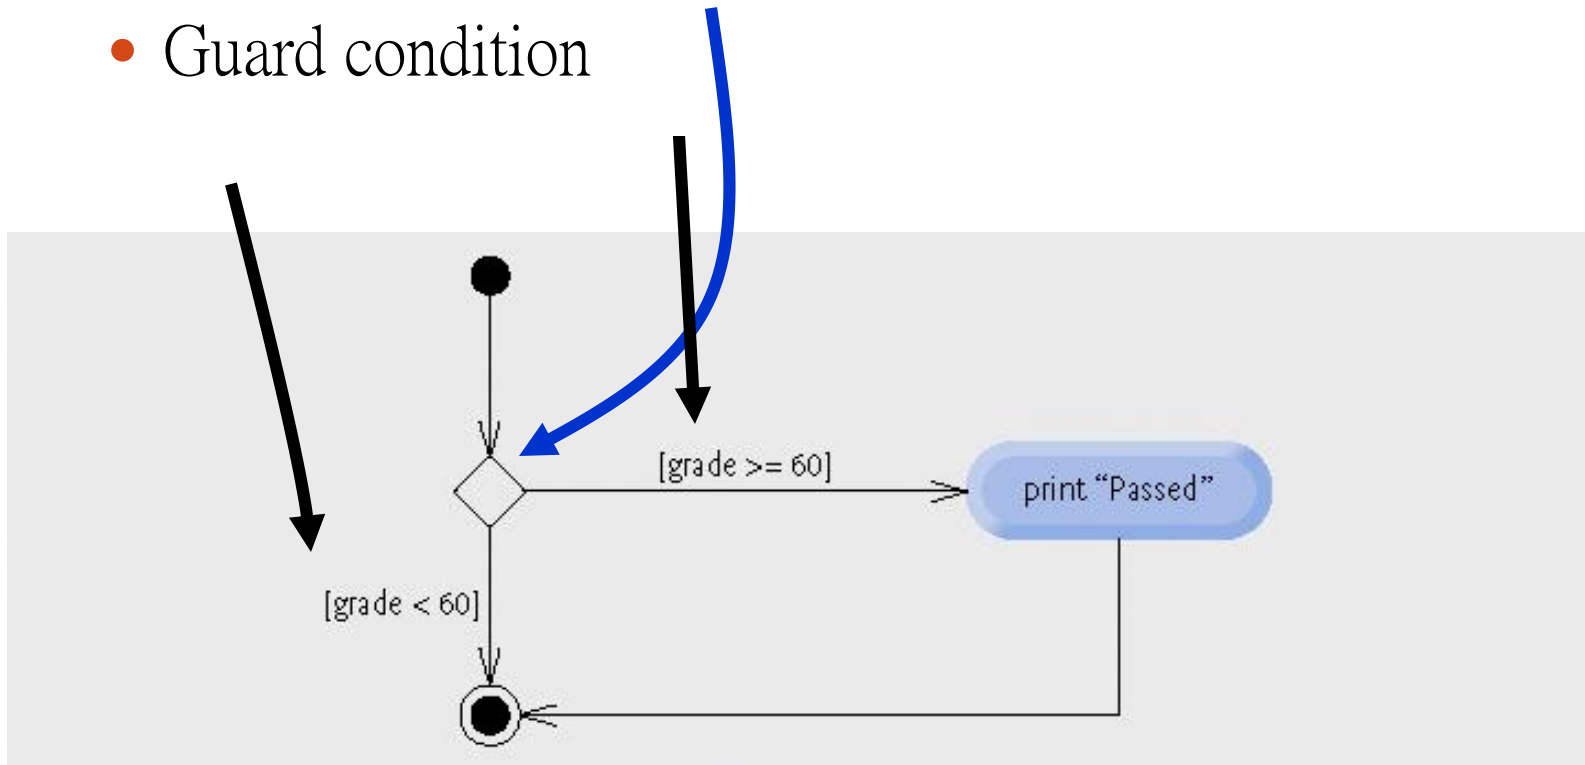 • Guard condition
[grade >= 60]
print “Passed”
[grade < 60]